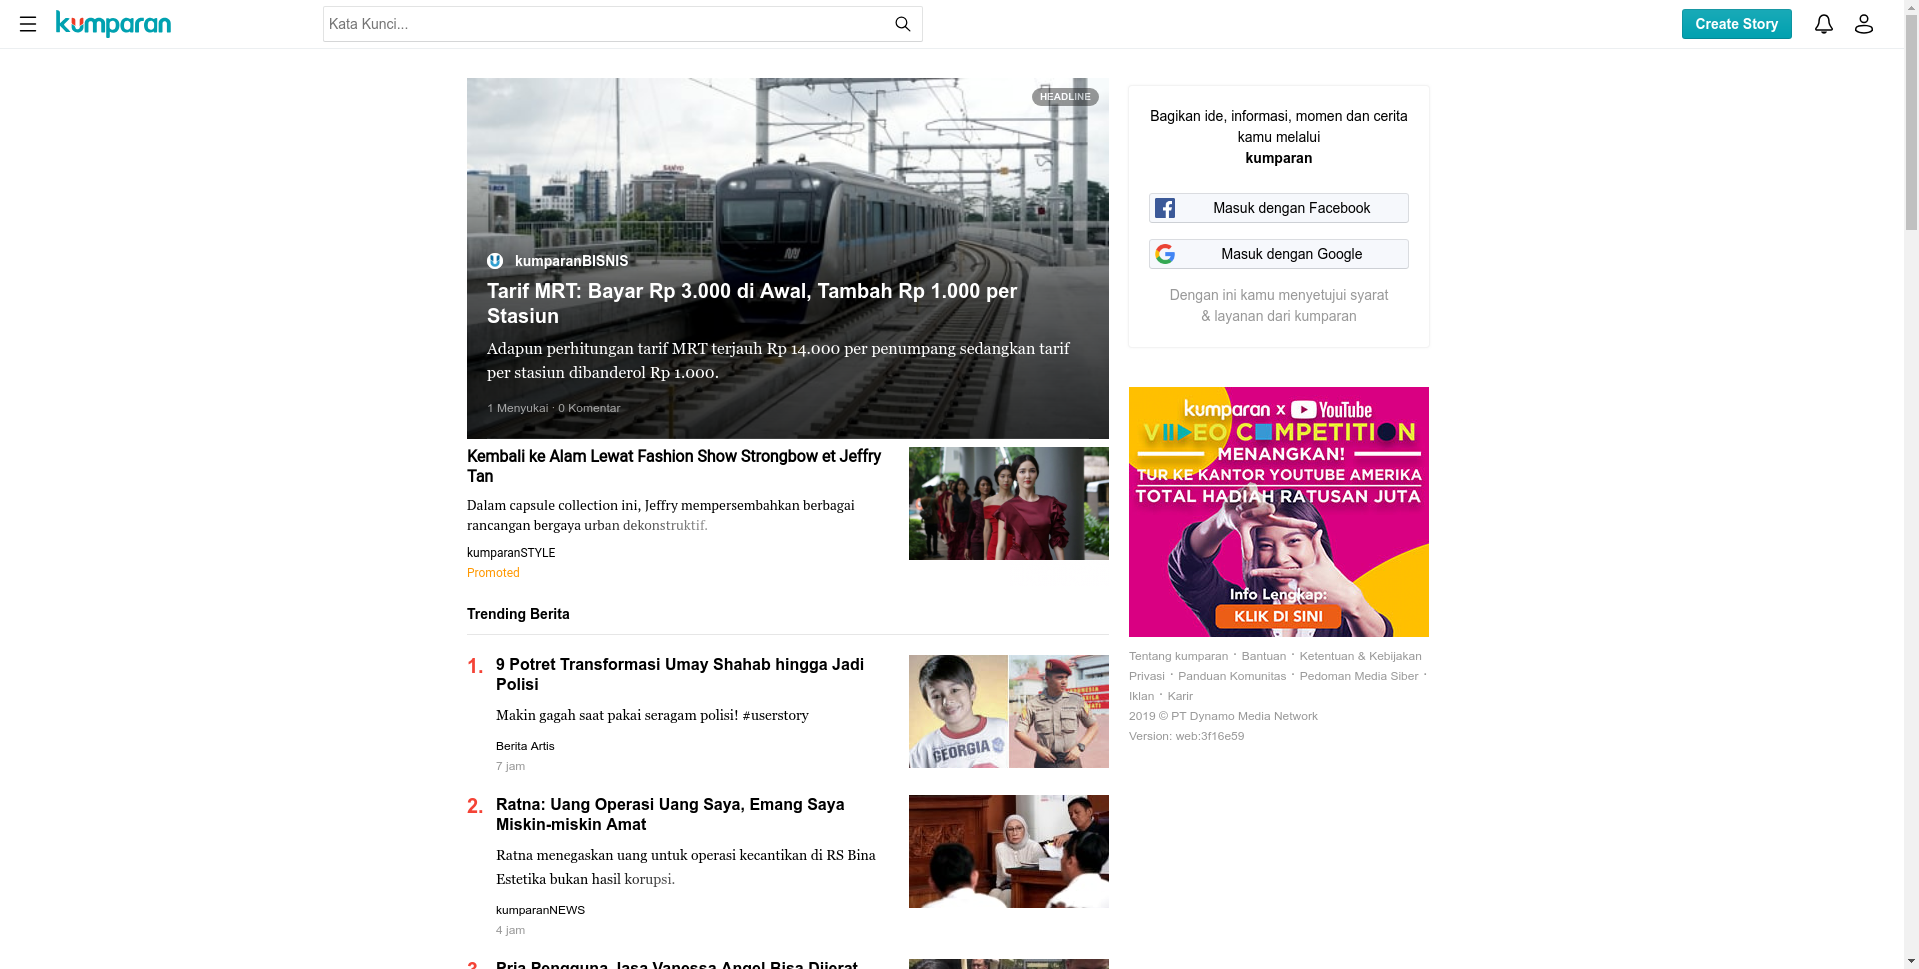 kumparan
Kata Kunci...
Create Story
HEADLINE
kumparanBISNIS
Tarif MRT: Bayar Rp 3.000 di Awal, Tambah Rp 1.000 per
Stasiun
Adapun perhitungan tarif MRT terjauh Rp 14.000 per penumpang sedangkan tarif
per stasiun dibanderol Rp 1.000.
1 Menyukai · 0 Komentar
Kembali ke Alam Lewat Fashion Show Strongbow et Jeffry
Tan
Dalam capsule collection ini, Jeffry mempersembahkan berbagai
rancangan bergaya urban dekonstruktif.
kumparanSTYLE
Promoted
Trending Berita
1.
9 Potret Transformasi Umay Shahab hingga Jadi
Polisi
Makin gagah saat pakai seragam polisi! #userstory
Berita Artis
7 jam
GEORGIA
2.
Ratna: Uang Operasi Uang Saya, Emang Saya
Miskin-miskin Amat
Ratna menegaskan uang untuk operasi kecantikan di RS Bina
Estetika bukan hasil korupsi.
kumparanNEWS
4 jam
3.
Pria Pengguna Jasa Vanessa Angel Bisa Dijerat
Bagikan ide, informasi, momen dan cerita
kamu melalui
kumparan
Masuk dengan Facebook
Masuk dengan Google
Dengan ini kamu menyetujui syarat
& layanan dari kumparan
kumparan x YouTube
VIDEO COMPETITION
MENANGKAN!
TUR KE KANTOR YOUTUBE AMERIKA
TOTAL HADIAH RATUSAN JUTA
Info Lengkap:
KLIK DI SINI
Tentang kumparan · Bantuan · Ketentuan & Kebijakan
Privasi · Panduan Komunitas · Pedoman Media Siber ·
Iklan · Karir
2019 © PT Dynamo Media Network
Version: web:3f16e59